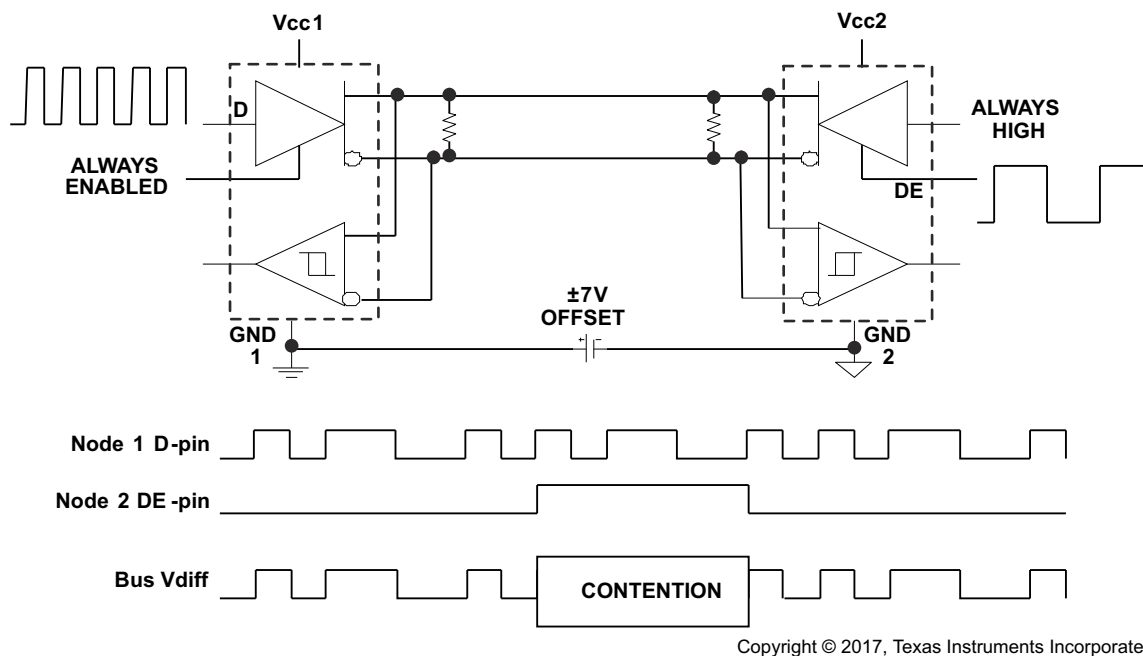 Vcc1
Vcc2
D
ALWAYS
ENABLED
ALWAYS
HIGH
DE
±7V
OFFSET
+
−
GND
1
GND
2
Node 1 D-pin
Node 2 DE -pin
Bus Vdiff
CONTENTION
Copyright © 2017, Texas Instruments Incorporate